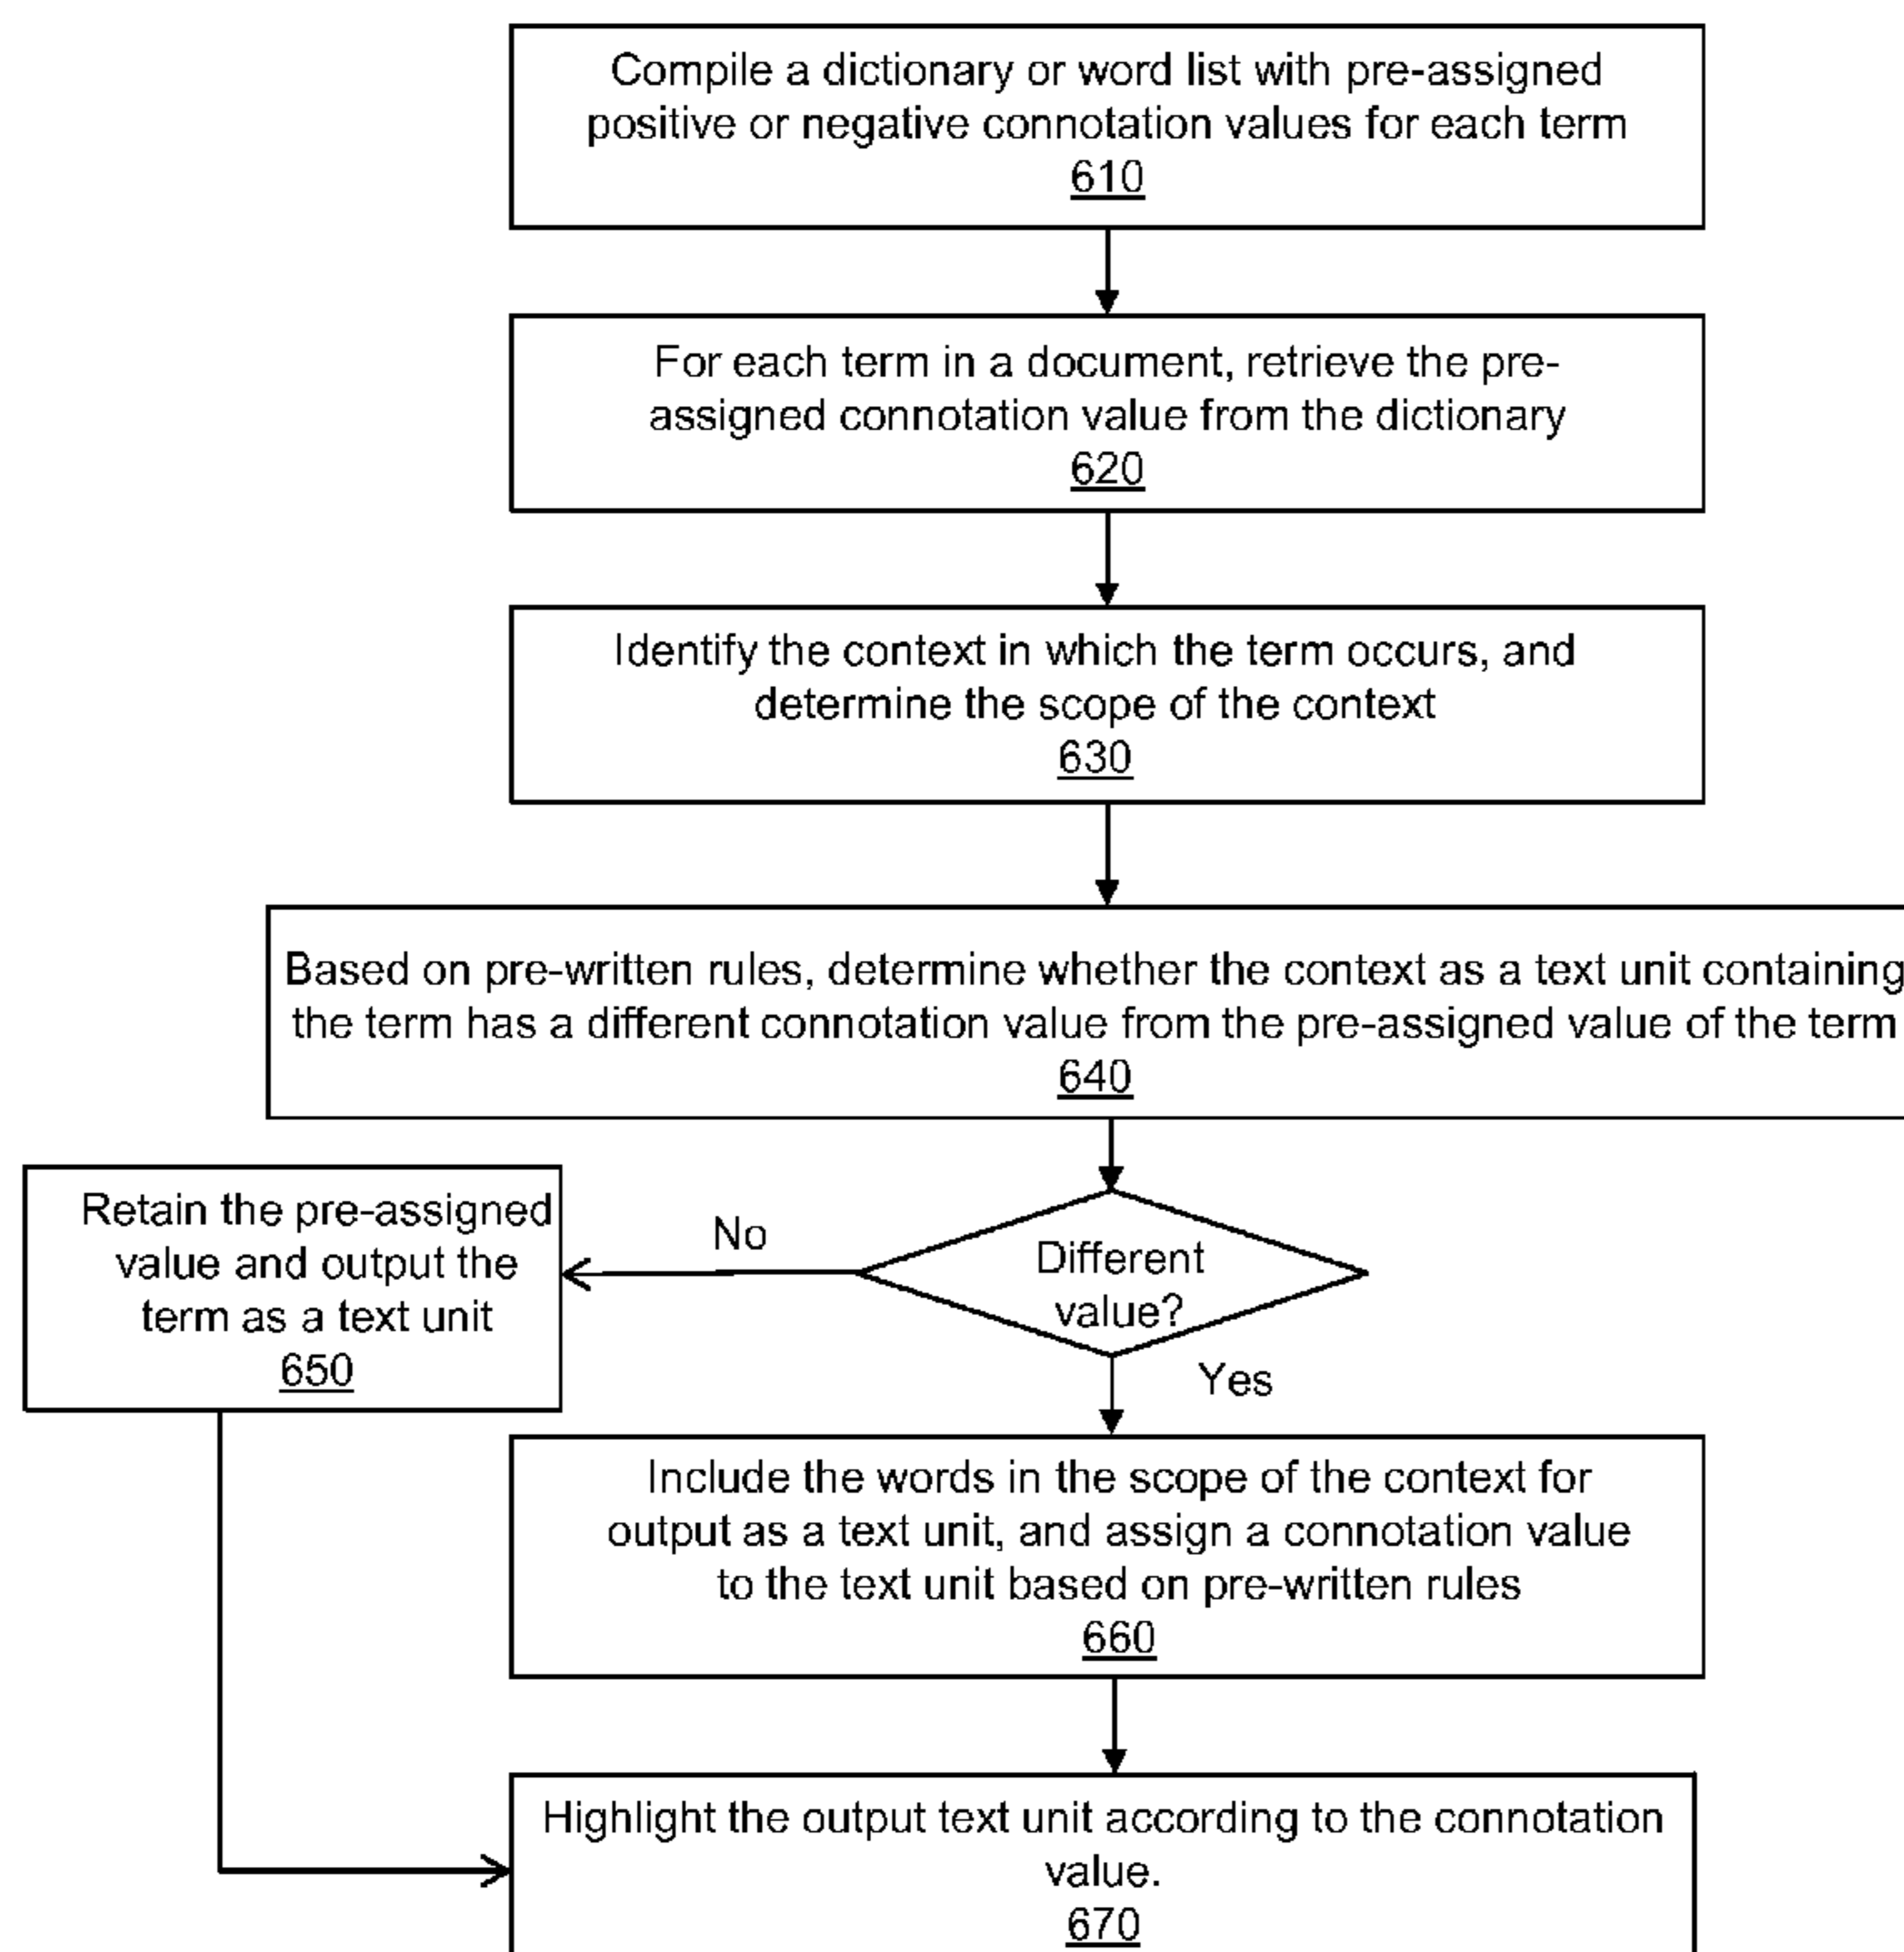 Compile a dictionary or word list with pre-assigned
positive or negative connotation values for each term
610
For each term in a document, retrieve the pre-
assigned connotation value from the dictionary
620
Identify the context in which the term occurs, and
determine the scope of the context
630
Based on pre-written rules, determine whether the context as a text unit containing
the term has a different connotation value from the pre-assigned value of the term
640
Different
value?
No
Yes
Retain the pre-assigned
value and output the
term as a text unit
650
Include the words in the scope of the context for
output as a text unit, and assign a connotation value
to the text unit based on pre-written rules
660
Highlight the output text unit according to the connotation
value.
670